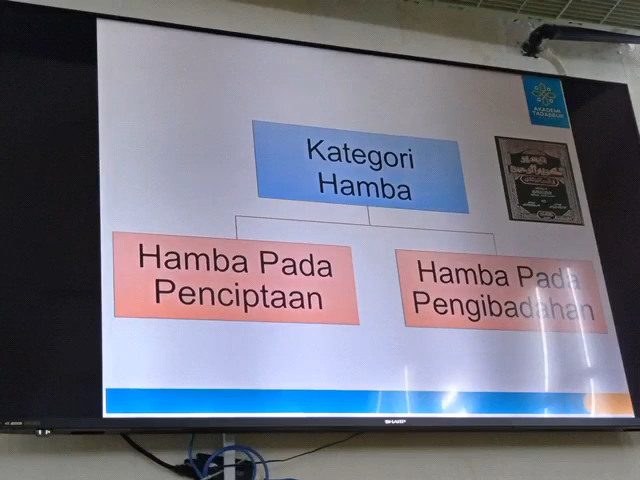 AKADEMI
TADABBUR
Kategori
Hamba
Hamba Pada
Penciptaan
Hamba Pada
Pengibadahan
SHARP